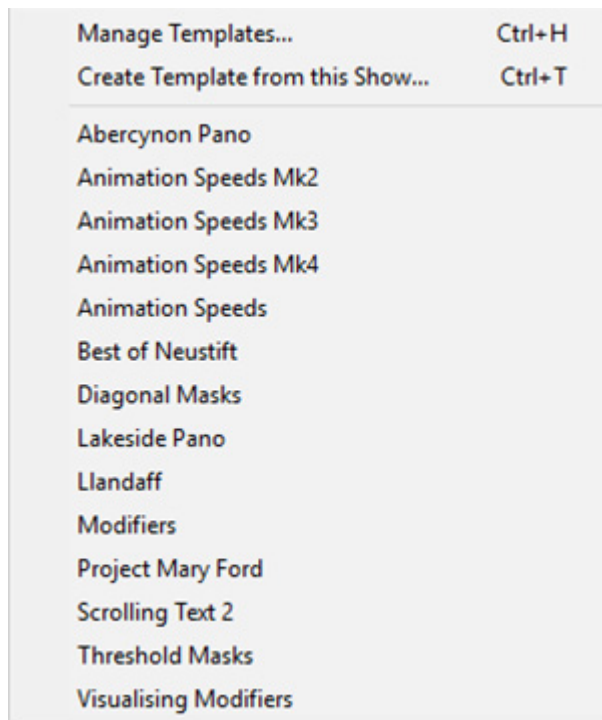 Manage Templates... Ctrl+H
Create Template from this Show... Ctrl+T
Abercynon Pano
Animation Speeds Mk2
Animation Speeds Mk3
Animation Speeds Mk4
Animation Speeds
Best of Neustift
Diagonal Masks
Lakeside Pano
Llandaff
Modifiers
Project Mary Ford
Scrolling Text 2
Threshold Masks
Visualising Modifiers